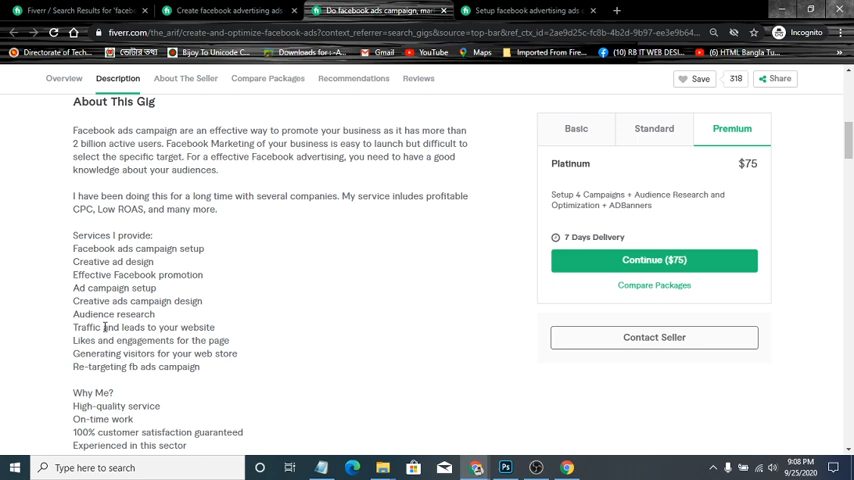 Fiverr / Search Results for 'faceb
Create facebook advertising ads
Do facebook ads campaign, ma
Setup facebook advertising ads
fiverr.com/the_arif/create-and-optimize-facebook-ads?context_referrer=search_gigs&source=top-bar&ref_ctx_id=2ae9d25c-fc8b-4b2d-9b97-63e9b64...
Incognito
Directorate of Tech...
Bijoy To Unicode C...
Downloads for :-A...
Gmail
YouTube
Maps
Imported From Fire...
(10) RB IT WEB DESI...
(2) HTML Bangla Tu...
Overview
Description
About The Seller
Compare Packages
Recommendations
Reviews
Save
318
Share
About This Gig
Facebook ads campaign are an effective way to promote your business as it has more than
2 billion active users. Facebook Marketing of your business is easy to launch but difficult to
select the specific target. For a effective Facebook advertising, you need to have a good
knowledge about your audiences.
I have been doing this for a long time with several companies. My service inludes profitable
CPC, Low ROAS, and many more.
Services I provide:
Facebook ads campaign setup
Creative ad design
Effective Facebook promotion
Ad campaign setup
Creative ads campaign design
Audience research
Traffic and leads to your website
Likes and engagements for the page
Generating visitors for your web store
Re-targeting fb ads campaign
Why Me?
High-quality service
On-time work
100% customer satisfaction guaranteed
Experienced in this sector
Basic
Standard
Premium
Platinum
$75
Setup 4 Campaigns + Audience Research and
Optimization + ADBanners
7 Days Delivery
Continue ($75)
Compare Packages
Contact Seller
Type here to search
9:08 PM
9/25/2020